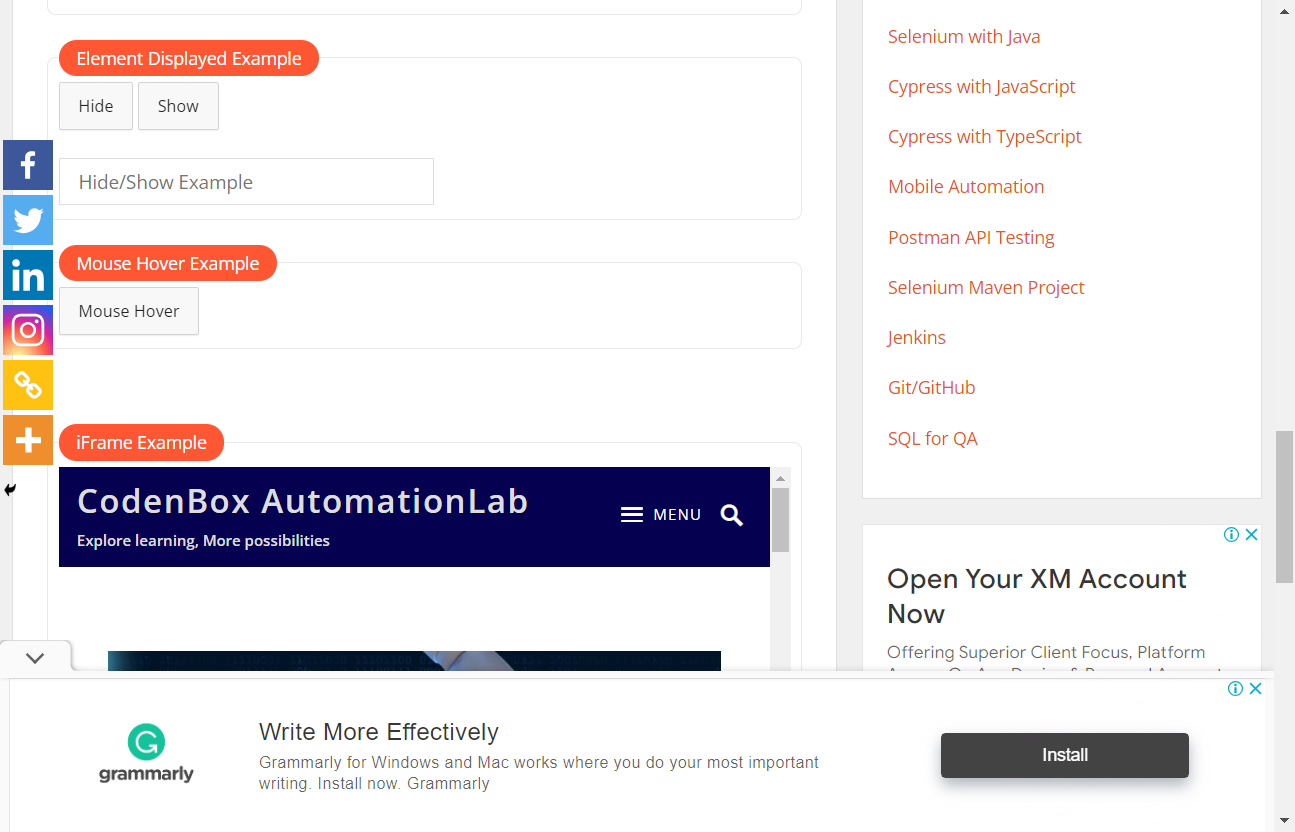 Element Displayed Example
Hide
Show
Hide/Show Example
Mouse Hover Example
Mouse Hover
iFrame Example
CodenBox AutomationLab
Explore learning, More possibilities
MENU
Selenium with Java
Cypress with JavaScript
Cypress with TypeScript
Mobile Automation
Postman API Testing
Selenium Maven Project
Jenkins
Git/GitHub
SQL for QA
Open Your XM Account
Now
Offering Superior Client Focus, Platform
grammarly
Write More Effectively
Grammarly for Windows and Mac works where you do your most important
writing. Install now. Grammarly
Install